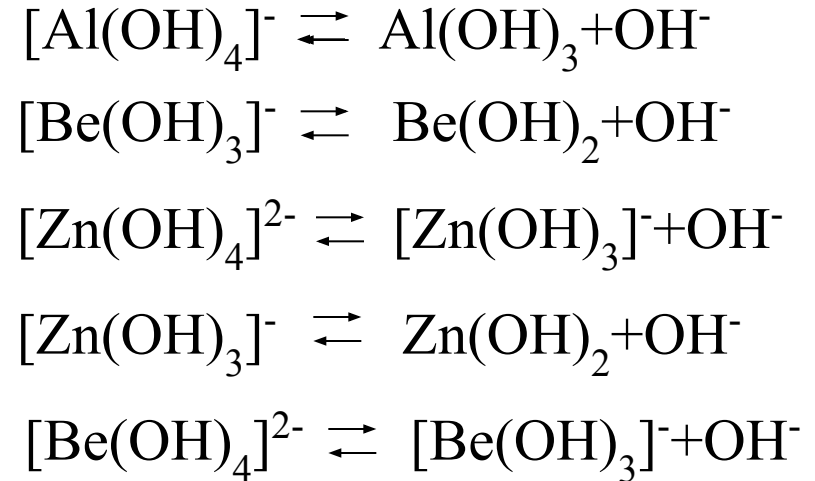 [Al(OH)₄]⁻ ⇌ Al(OH)₃+OH⁻
[Be(OH)₃]⁻ ⇌ Be(OH)₂+OH⁻
[Zn(OH)₄]²⁻ ⇌ [Zn(OH)₃]⁻+OH⁻
[Zn(OH)₃]⁻ ⇌ Zn(OH)₂+OH⁻
[Be(OH)₄]²⁻ ⇌ [Be(OH)₃]⁻+OH⁻